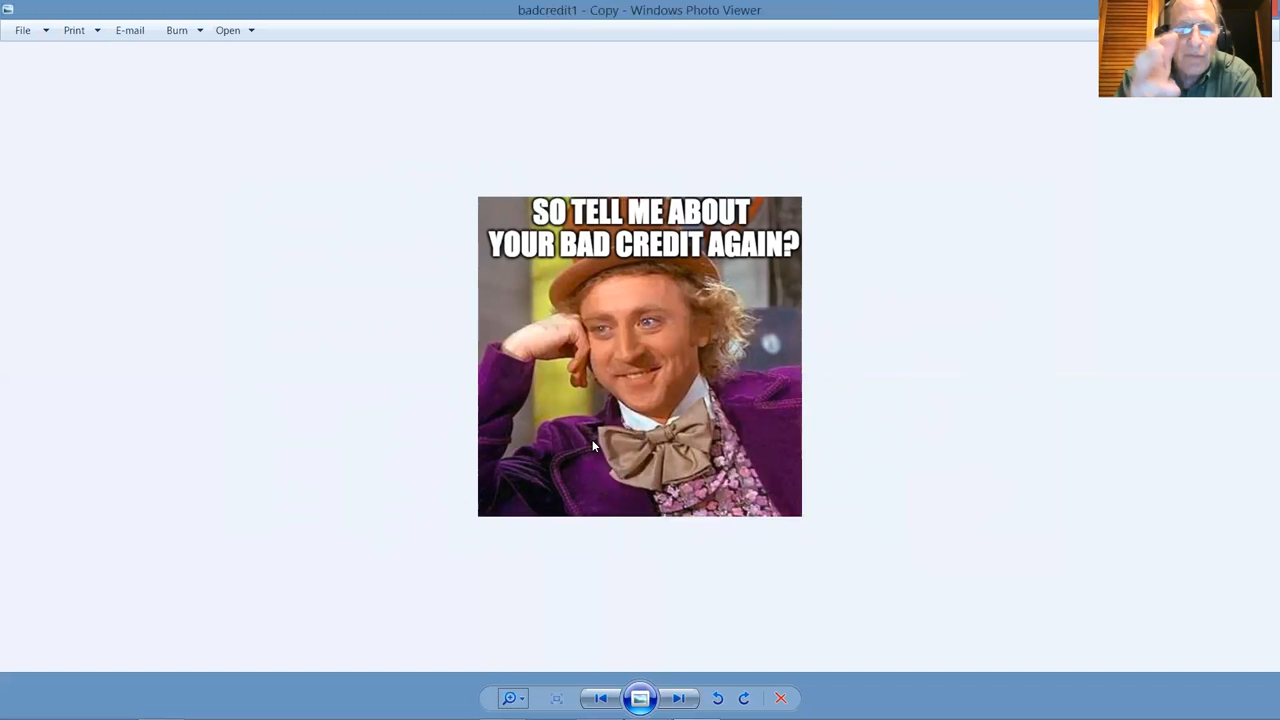 badcredit1 - Copy - Windows Photo Viewer
File Print E-mail Burn Open
SO TELL ME ABOUT
YOUR BAD CREDIT AGAIN?